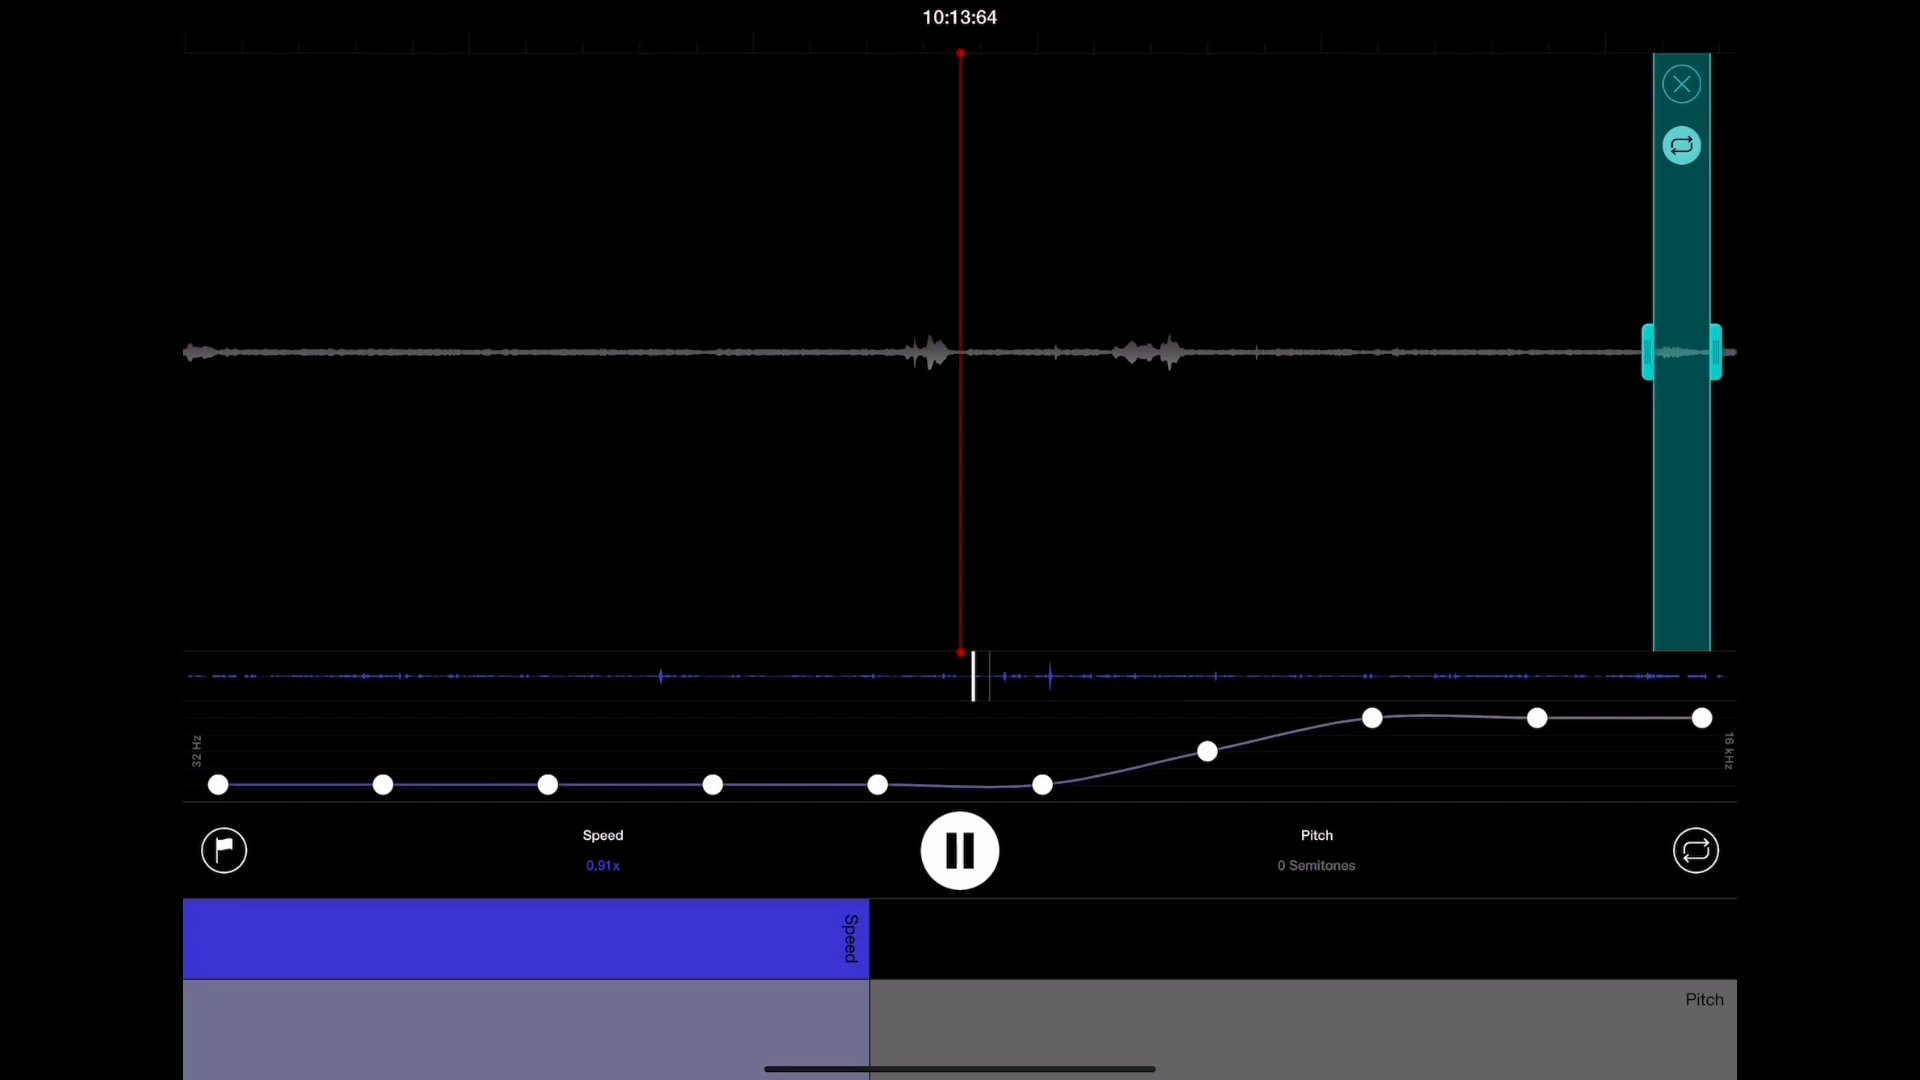 10:13:64
32 Hz
16 kHz
Speed
0.91x
Pitch
0 Semitones
Speed
Pitch